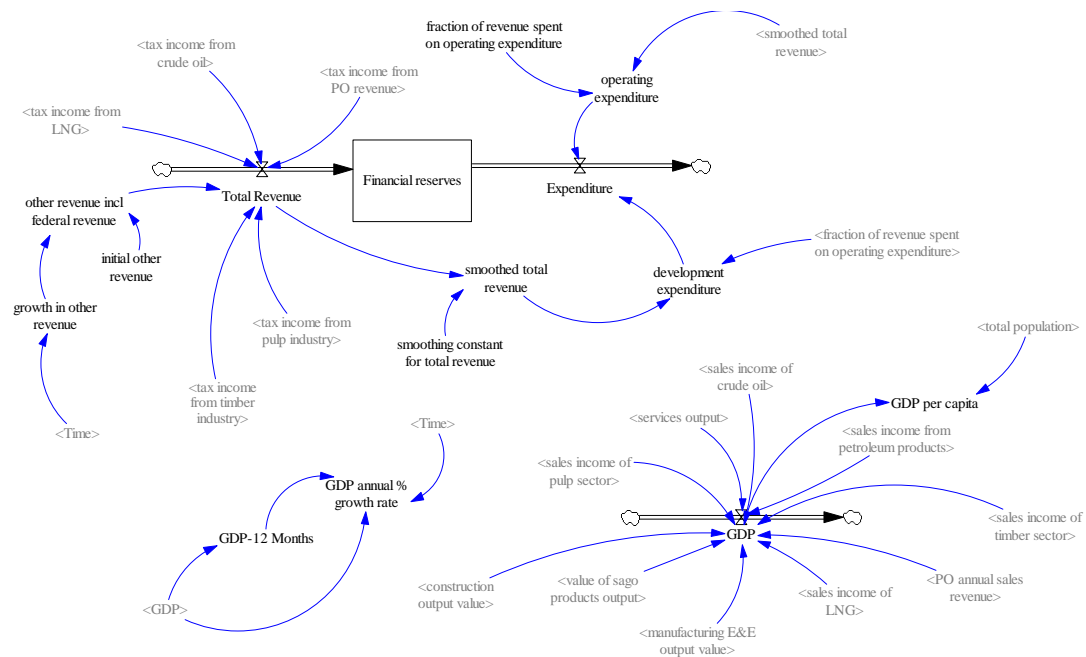 fraction of revenue spent
on operating expenditure
<smoothed total
revenue>
<tax income from
crude oil>
<tax income from
PO revenue>
operating
expenditure
<tax income from
LNG>
Financial reserves
Expenditure
Total Revenue
other revenue incl
federal revenue
initial other
revenue
<fraction of revenue spent
on operating expenditure>
smoothed total
revenue
development
expenditure
growth in other
revenue
<tax income from
pulp industry>
smoothing constant
for total revenue
<total population>
<tax income
from timber
industry>
<sales income of
crude oil>
GDP per capita
<Time>
<Time>
<services output>
<sales income from
petroleum products>
<sales income of
pulp sector>
GDP annual %
growth rate
<sales income of
timber sector>
GDP-12 Months
GDP
<construction
output value>
<value of sago
products output>
<sales income of
LNG>
<PO annual sales
revenue>
<GDP>
<manufacturing E&E
output value>